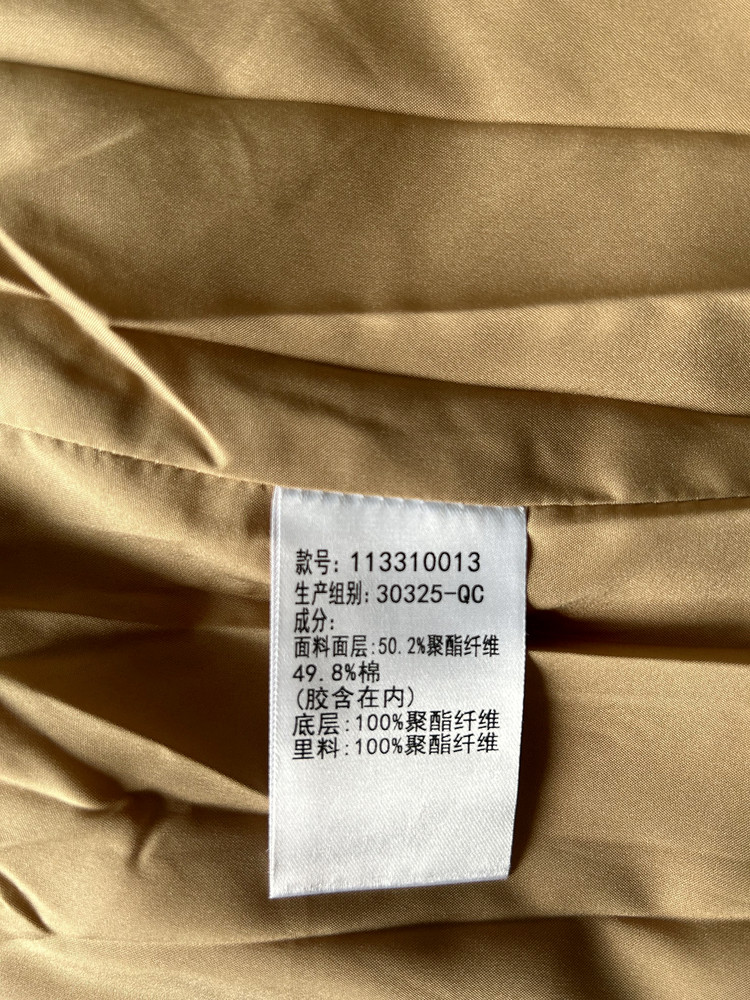 款号: 113310013
生产组别: 30325-QC
成分:
面料面层:50.2%聚酯纤维
49.8%棉
(胶含在内)
底层:100%聚酯纤维
里料:100%聚酯纤维